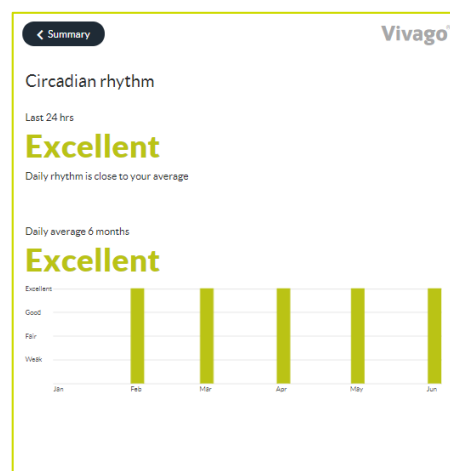 Summary
Vivago®
Circadian rhythm
Last 24 hrs
Excellent
Daily rhythm is close to your average
Daily average 6 months
Excellent
Excellent
Good
Fair
Weak
Jan Feb Mar Apr May Jun